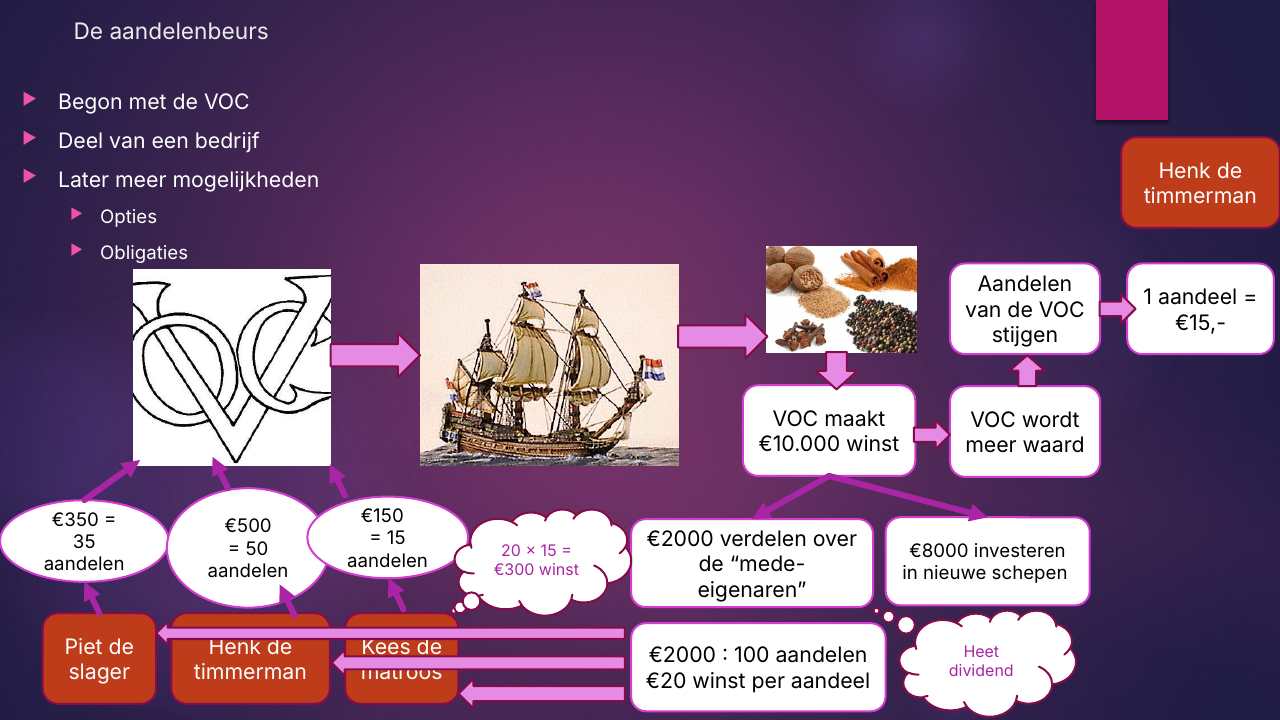 De aandelenbeurs
Begon met de VOC
Deel van een bedrijf
Later meer mogelijkheden
Opties
Obligaties
Henk de
timmerman
VOC
Aandelen
van de VOC
stijgen
1 aandeel =
€15,-
VOC maakt
€10.000 winst
VOC wordt
meer waard
€350 =
35
aandelen
€500
= 50
aandelen
€150
= 15
aandelen
20 × 15 =
€300 winst
€2000 verdelen over
de “mede-
eigenaren”
€8000 investeren
in nieuwe schepen
Piet de
slager
Henk de
timmerman
Kees de
matroos
€2000 : 100 aandelen
€20 winst per aandeel
Heet
dividend